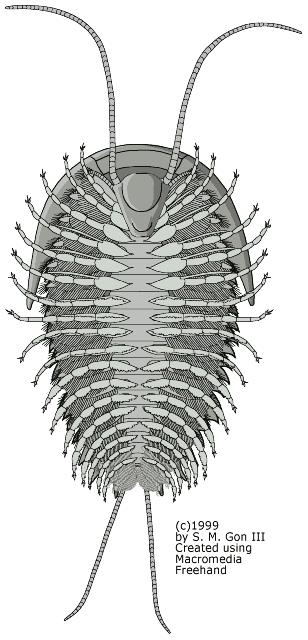 (c)1999
by S. M. Gon III
Created using
Macromedia
Freehand